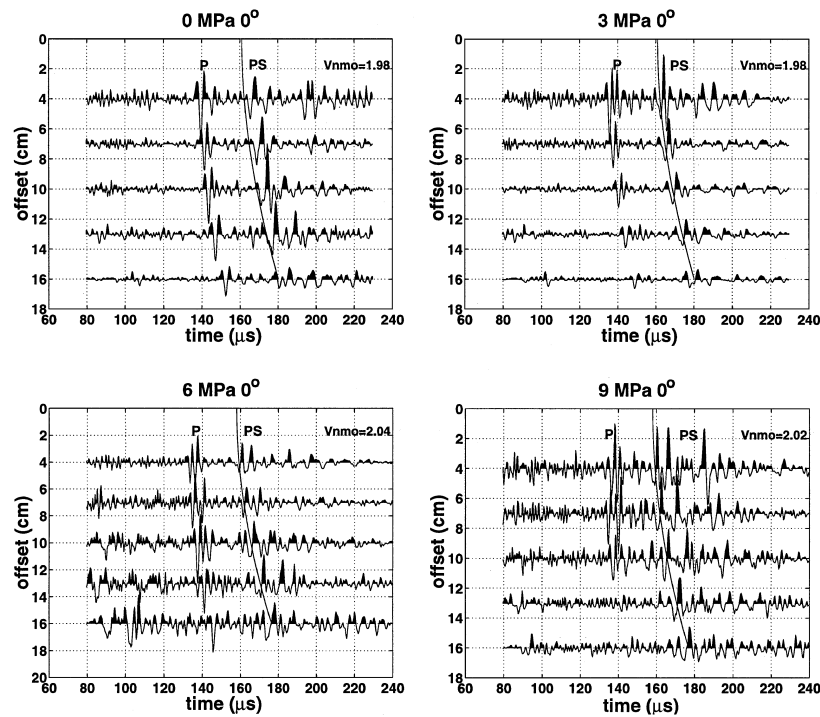 0 MPa 0°
3 MPa 0°
P
PS
Vnmo=1.98
P
PS
Vnmo=1.98
offset (cm)
offset (cm)
0
2
4
6
8
10
12
14
16
18
0
2
4
6
8
10
12
14
16
18
60 80 100 120 140 160 180 200 220 240
60 80 100 120 140 160 180 200 220 240
time (μs)
time (μs)
6 MPa 0°
9 MPa 0°
P
PS
Vnmo=2.04
P
PS
Vnmo=2.02
offset (cm)
offset (cm)
0
2
4
6
8
10
12
14
16
18
20
0
2
4
6
8
10
12
14
16
18
60 80 100 120 140 160 180 200 220 240
60 80 100 120 140 160 180 200 220 240
time (μs)
time (μs)